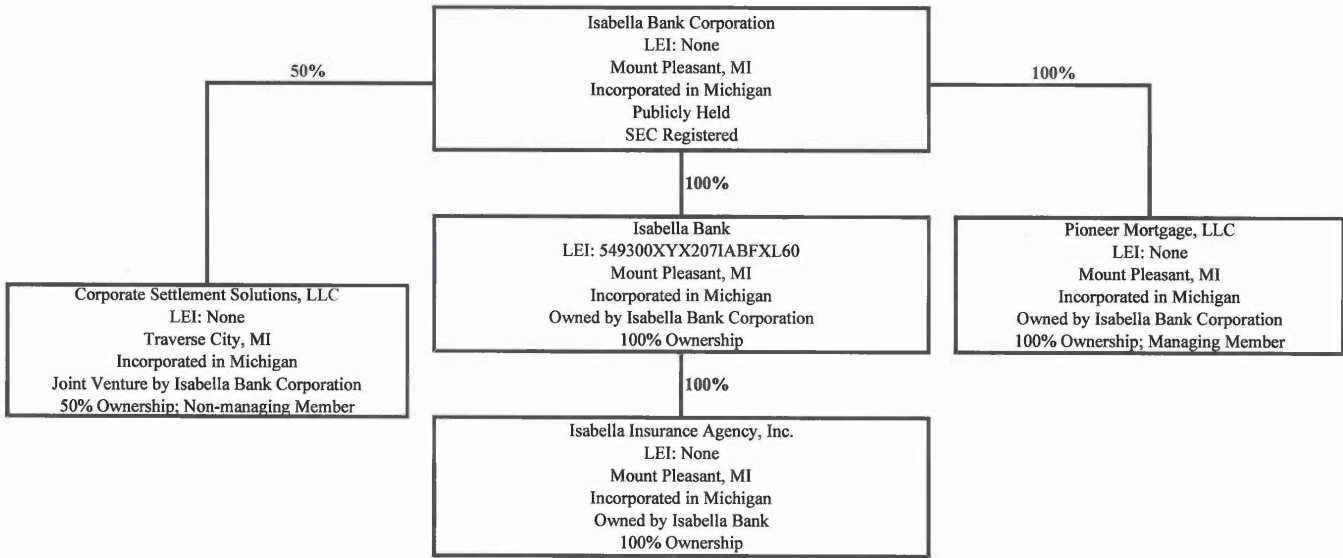 Isabella Bank Corporation
LEI: None
Mount Pleasant, MI
Incorporated in Michigan
Publicly Held
SEC Registered
50%
100%
100%
Isabella Bank
LEI: 549300XYX207IABFXL60
Mount Pleasant, MI
Incorporated in Michigan
Owned by Isabella Bank Corporation
100% Ownership
Pioneer Mortgage, LLC
LEI: None
Mount Pleasant, MI
Incorporated in Michigan
Owned by Isabella Bank Corporation
100% Ownership; Managing Member
Corporate Settlement Solutions, LLC
LEI: None
Traverse City, MI
Incorporated in Michigan
Joint Venture by Isabella Bank Corporation
50% Ownership; Non-managing Member
100%
Isabella Insurance Agency, Inc.
LEI: None
Mount Pleasant, MI
Incorporated in Michigan
Owned by Isabella Bank
100% Ownership